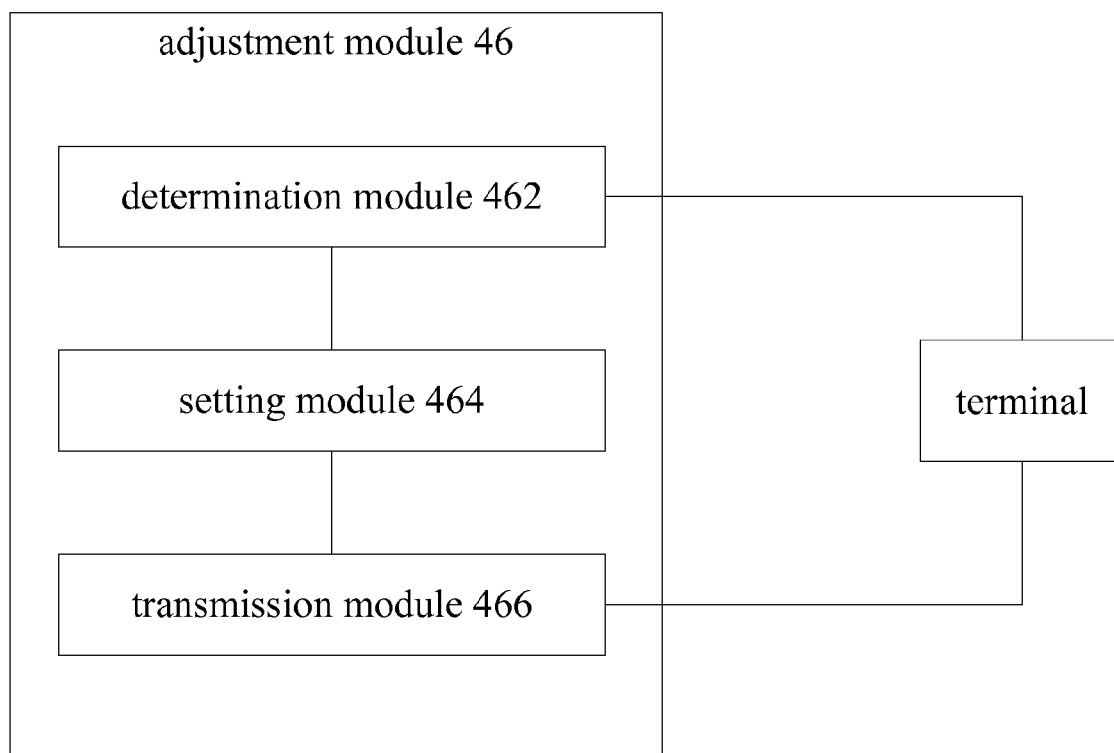 adjustment module 46
determination module 462
setting module 464
terminal
transmission module 466